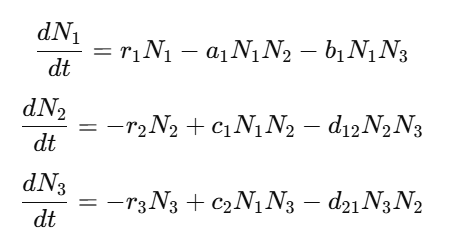 dN₁/dt = r₁N₁ − a₁N₁N₂ − b₁N₁N₃
dN₂/dt = −r₂N₂ + c₁N₁N₂ − d₁₂N₂N₃
dN₃/dt = −r₃N₃ + c₂N₁N₃ − d₂₁N₃N₂